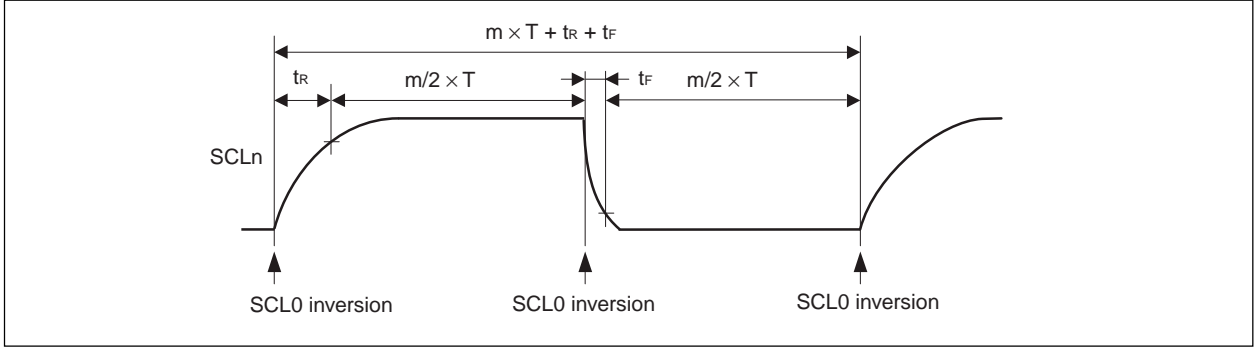 m × T + tR + tF
tR
m/2 × T
tF
m/2 × T
SCLn
SCL0 inversion
SCL0 inversion
SCL0 inversion